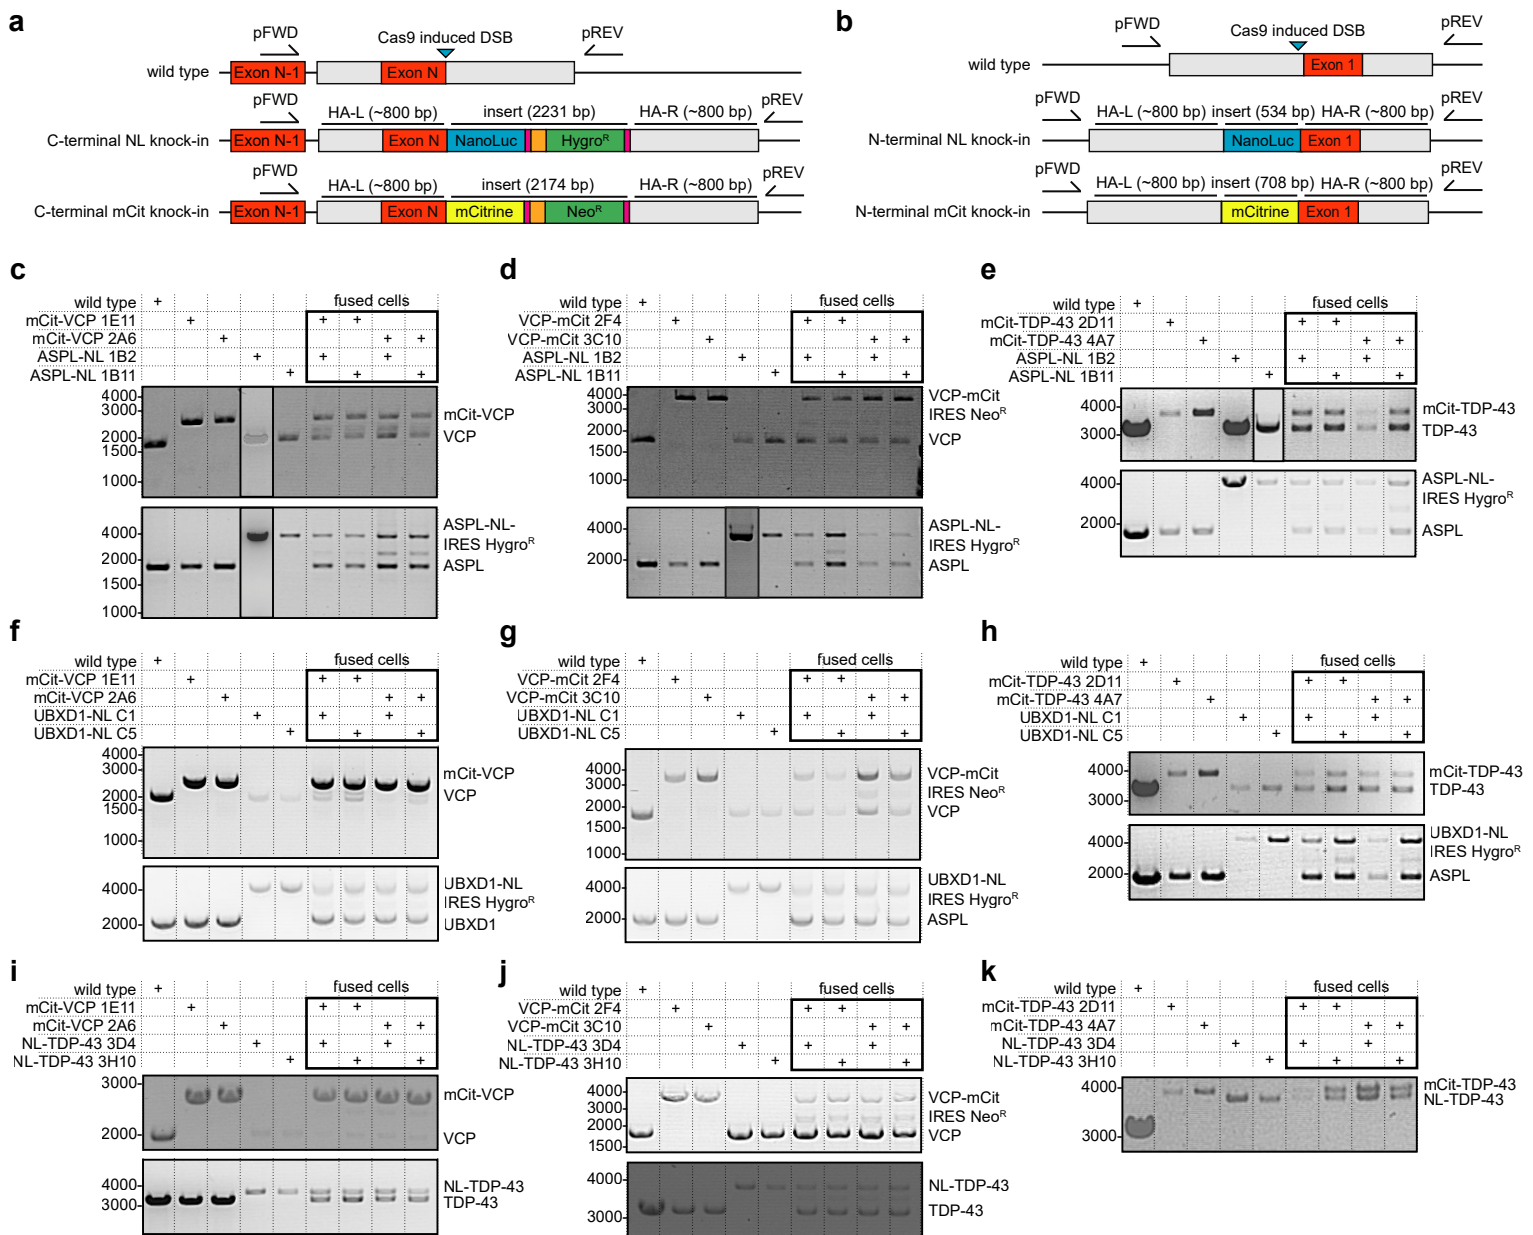 a
pFWD
Cas9 induced DSB
pREV
wild type
Exon N-1
Exon N
pFWD
HA-L (~800 bp)
insert (2231 bp)
HA-R (~800 bp)
pREV
C-terminal NL knock-in
Exon N-1
Exon N
NanoLuc
Hygro^R
pFWD
HA-L (~800 bp)
insert (2174 bp)
HA-R (~800 bp)
pREV
C-terminal mCit knock-in
Exon N-1
Exon N
mCitrine
Neo^R
b
pFWD
Cas9 induced DSB
pREV
wild type
Exon 1
pFWD
HA-L (~800 bp)
insert (534 bp)
HA-R (~800 bp)
pREV
N-terminal NL knock-in
NanoLuc
Exon 1
pFWD
HA-L (~800 bp)
insert (708 bp)
HA-R (~800 bp)
pREV
N-terminal mCit knock-in
mCitrine
Exon 1
c
fused cells
wild type +
mCit-VCP 1E11 + + +
mCit-VCP 2A6 + + +
ASPL-NL 1B2 + + +
ASPL-NL 1B11 + + +
4000
3000
2000
1500
1000
mCit-VCP
VCP
4000
2000
1500
1000
ASPL-NL-
IRES Hygro^R
ASPL
d
fused cells
wild type +
VCP-mCit 2F4 + + +
VCP-mCit 3C10 + + +
ASPL-NL 1B2 + + +
ASPL-NL 1B11 + + +
4000
3000
2000
1500
1000
VCP-mCit
IRES Neo^R
VCP
4000
2000
1000
ASPL-NL-
IRES Hygro^R
ASPL
e
fused cells
wild type +
mCit-TDP-43 2D11 + + +
mCit-TDP-43 4A7 + + +
ASPL-NL 1B2 + + +
ASPL-NL 1B11 + + +
4000
3000
mCit-TDP-43
TDP-43
4000
2000
ASPL-NL-
IRES Hygro^R
ASPL
f
fused cells
wild type +
mCit-VCP 1E11 + + +
mCit-VCP 2A6 + + +
UBXD1-NL C1 + + +
UBXD1-NL C5 + + +
4000
3000
2000
1500
1000
mCit-VCP
VCP
4000
2000
UBXD1-NL
IRES Hygro^R
UBXD1
g
fused cells
wild type +
VCP-mCit 2F4 + + +
VCP-mCit 3C10 + + +
UBXD1-NL C1 + + +
UBXD1-NL C5 + + +
4000
3000
2000
1500
1000
VCP-mCit
IRES Neo^R
VCP
4000
2000
UBXD1-NL
IRES Hygro^R
ASPL
h
fused cells
wild type +
mCit-TDP-43 2D11 + + +
mCit-TDP-43 4A7 + + +
UBXD1-NL C1 + + +
UBXD1-NL C5 + + +
4000
3000
mCit-TDP-43
TDP-43
4000
2000
UBXD1-NL
IRES Hygro^R
ASPL
i
fused cells
wild type +
mCit-VCP 1E11 + + +
mCit-VCP 2A6 + + +
NL-TDP-43 3D4 + + +
NL-TDP-43 3H10 + + +
3000
2000
mCit-VCP
VCP
4000
3000
NL-TDP-43
TDP-43
j
fused cells
wild type +
VCP-mCit 2F4 + + +
VCP-mCit 3C10 + + +
NL-TDP-43 3D4 + + +
NL-TDP-43 3H10 + + +
4000
3000
2000
1500
VCP-mCit
IRES Neo^R
VCP
4000
3000
NL-TDP-43
TDP-43
k
fused cells
wild type +
mCit-TDP-43 2D11 + + +
mCit-TDP-43 4A7 + + +
NL-TDP-43 3D4 + + +
NL-TDP-43 3H10 + + +
4000
3000
mCit-TDP-43
NL-TDP-43